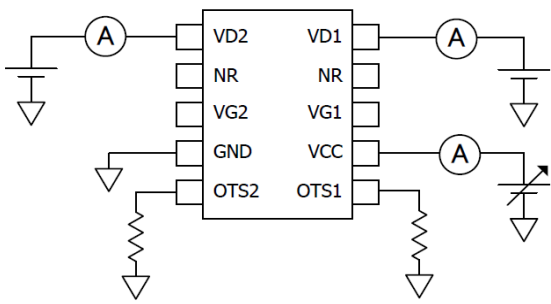 A VD2 VD1 A
NR NR
VG2 VG1
GND VCC A
OTS2 OTS1